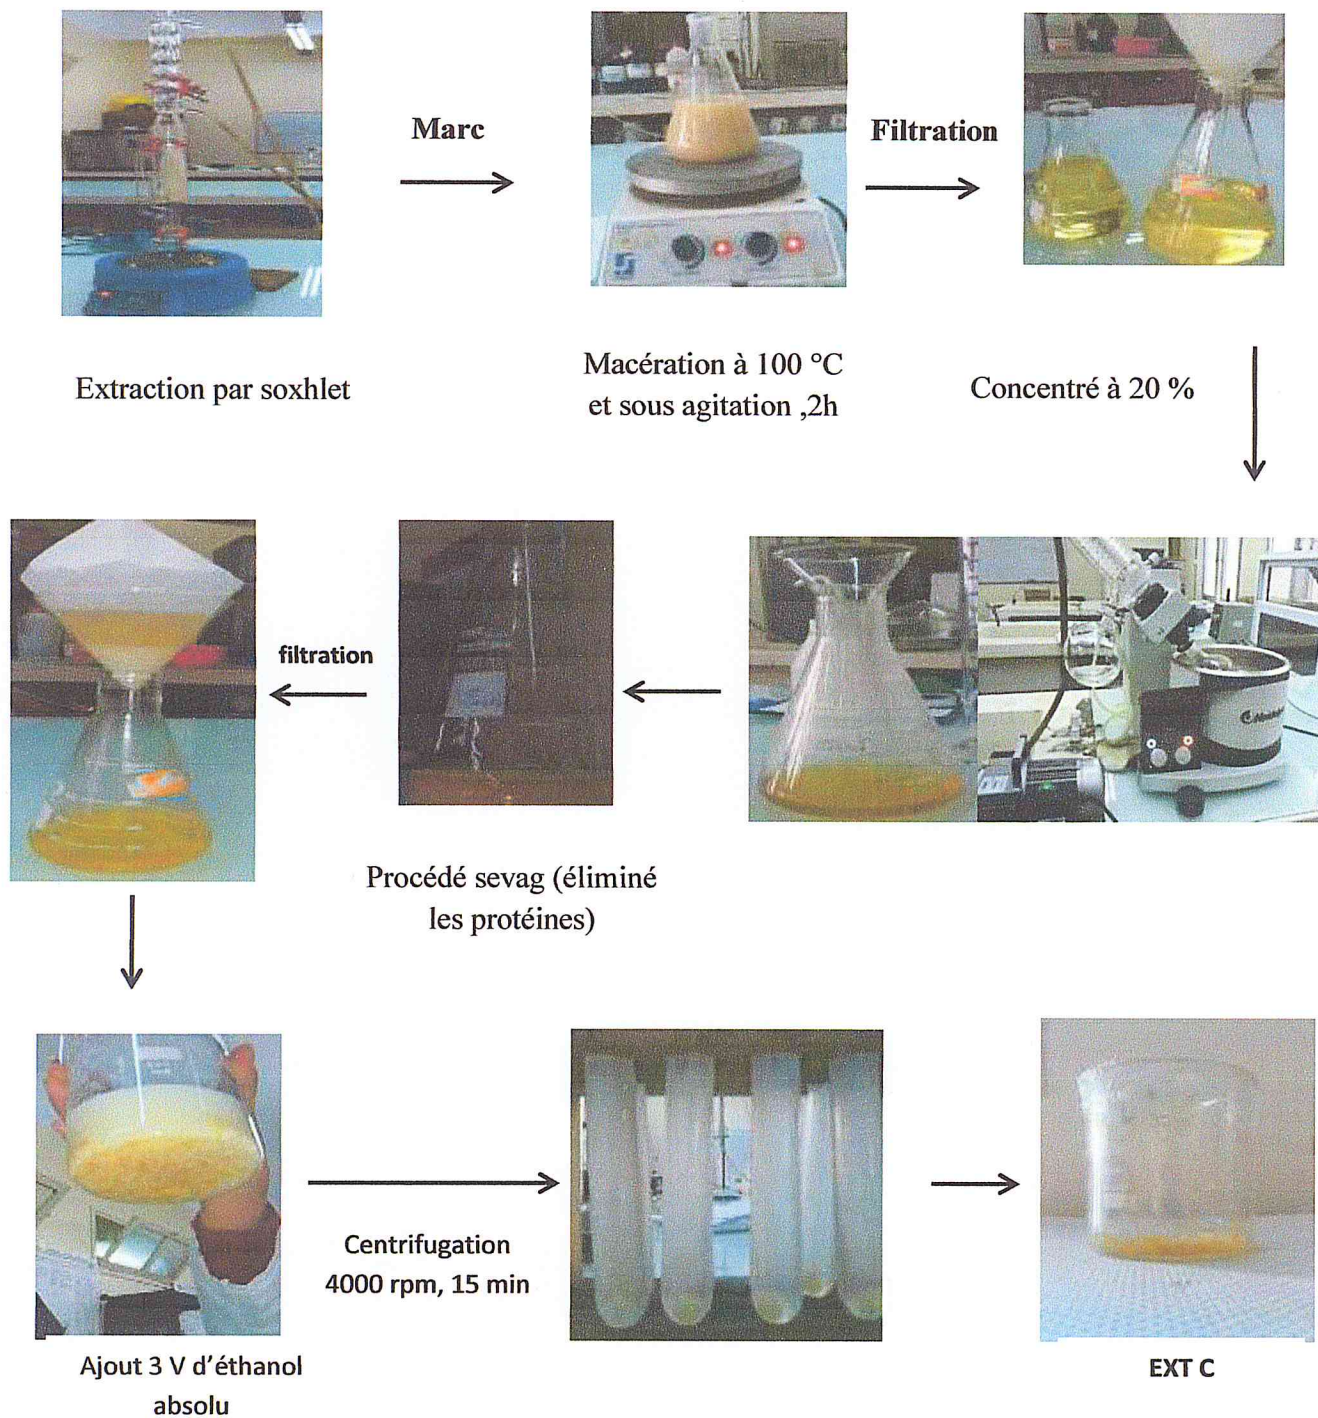 Marc
Filtration
Extraction par soxhlet
Macération à 100 °C
et sous agitation ,2h
Concentré à 20 %
filtration
Procédé sevag (éliminé
les protéines)
Centrifugation
4000 rpm, 15 min
Ajout 3 V d'éthanol
absolu
EXT C